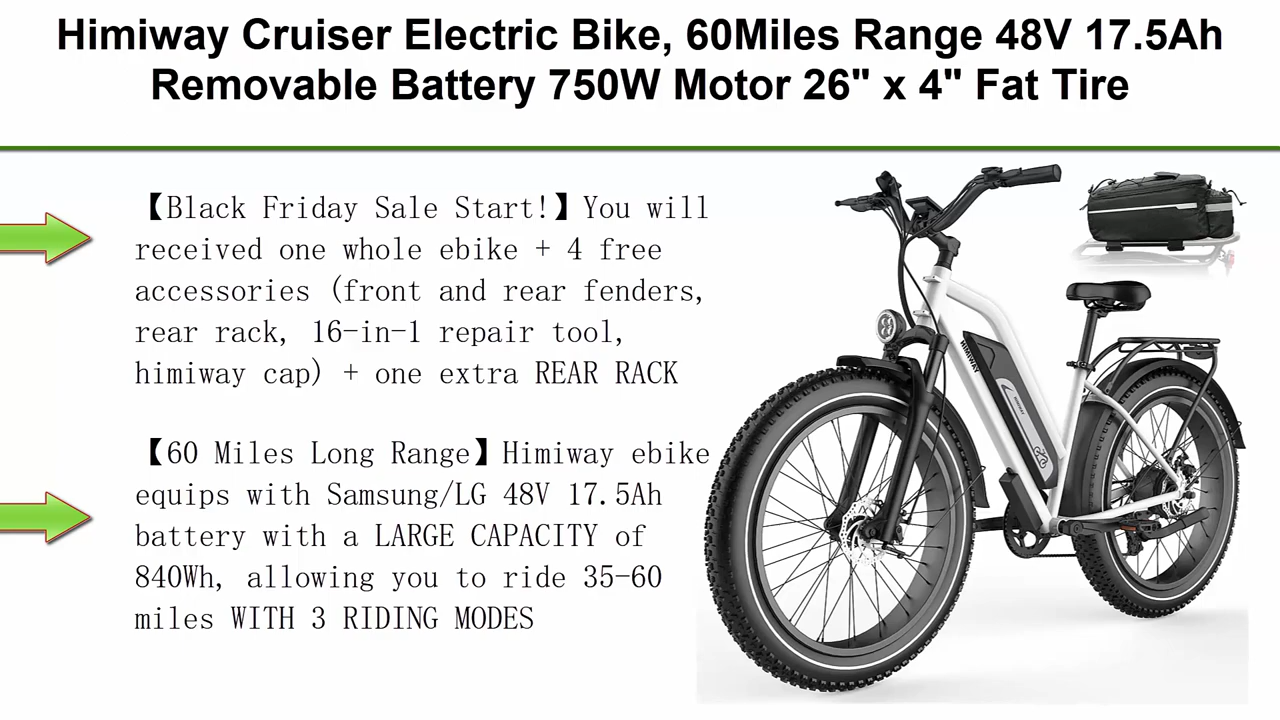 Himiway Cruiser Electric Bike, 60Miles Range 48V 17.5Ah
Removable Battery 750W Motor 26" x 4" Fat Tire
【Black Friday Sale Start!】You will
received one whole ebike + 4 free
accessories (front and rear fenders,
rear rack, 16-in-1 repair tool,
himiway cap) + one extra REAR RACK
【60 Miles Long Range】Himiway ebike
equips with Samsung/LG 48V 17.5Ah
battery with a LARGE CAPACITY of
840Wh, allowing you to ride 35-60
miles WITH 3 RIDING MODES
HIMIWAY